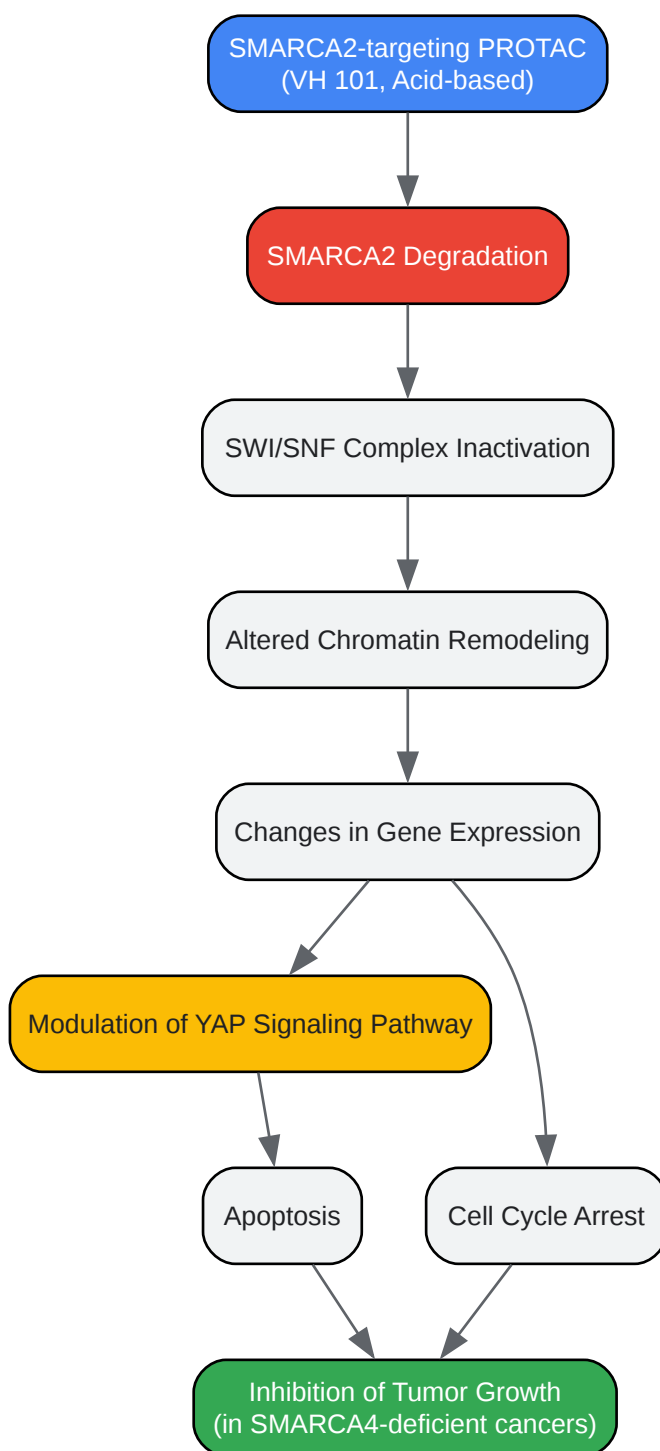 SMARCA2-targeting PROTAC
(VH 101, Acid-based)
SMARCA2 Degradation
SWI/SNF Complex Inactivation
Altered Chromatin Remodeling
Changes in Gene Expression
Modulation of YAP Signaling Pathway
Apoptosis
Cell Cycle Arrest
Inhibition of Tumor Growth
(in SMARCA4-deficient cancers)